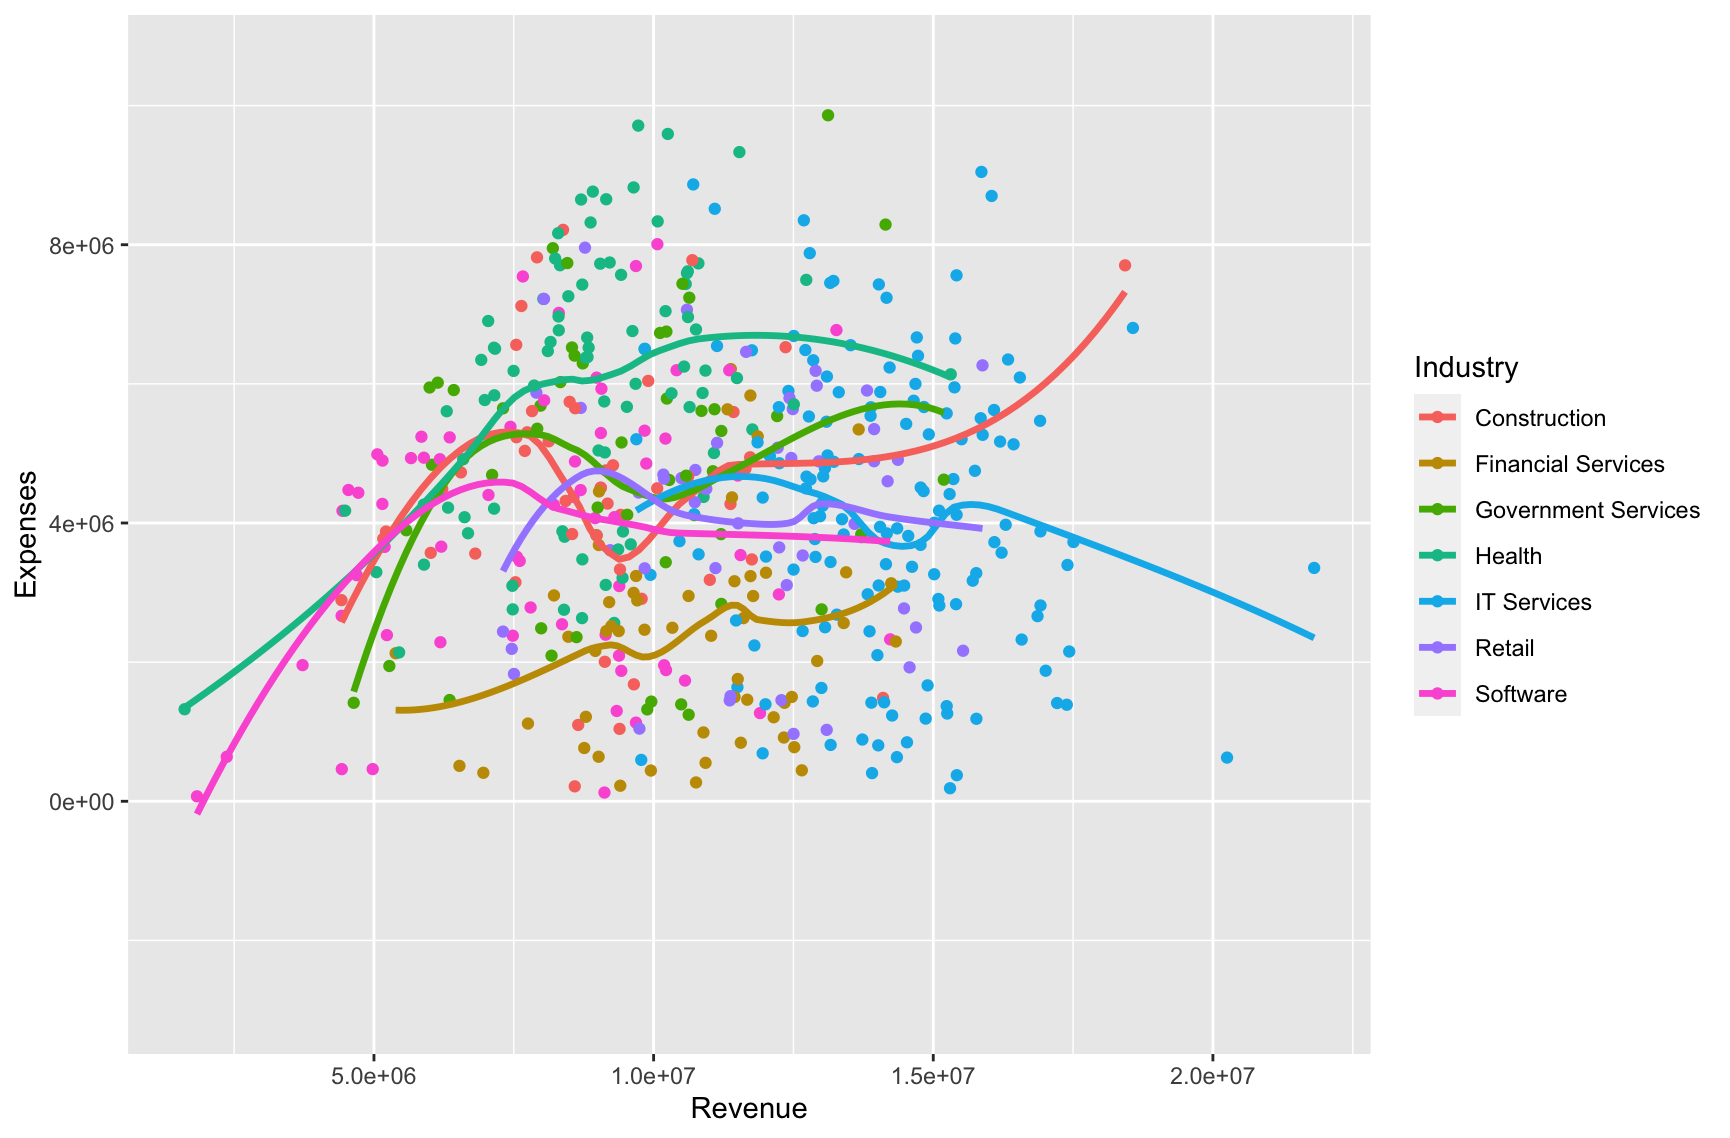 8e+06
4e+06
0e+00
Expenses
5.0e+06 1.0e+07 1.5e+07 2.0e+07
Revenue
Industry
Construction
Financial Services
Government Services
Health
IT Services
Retail
Software